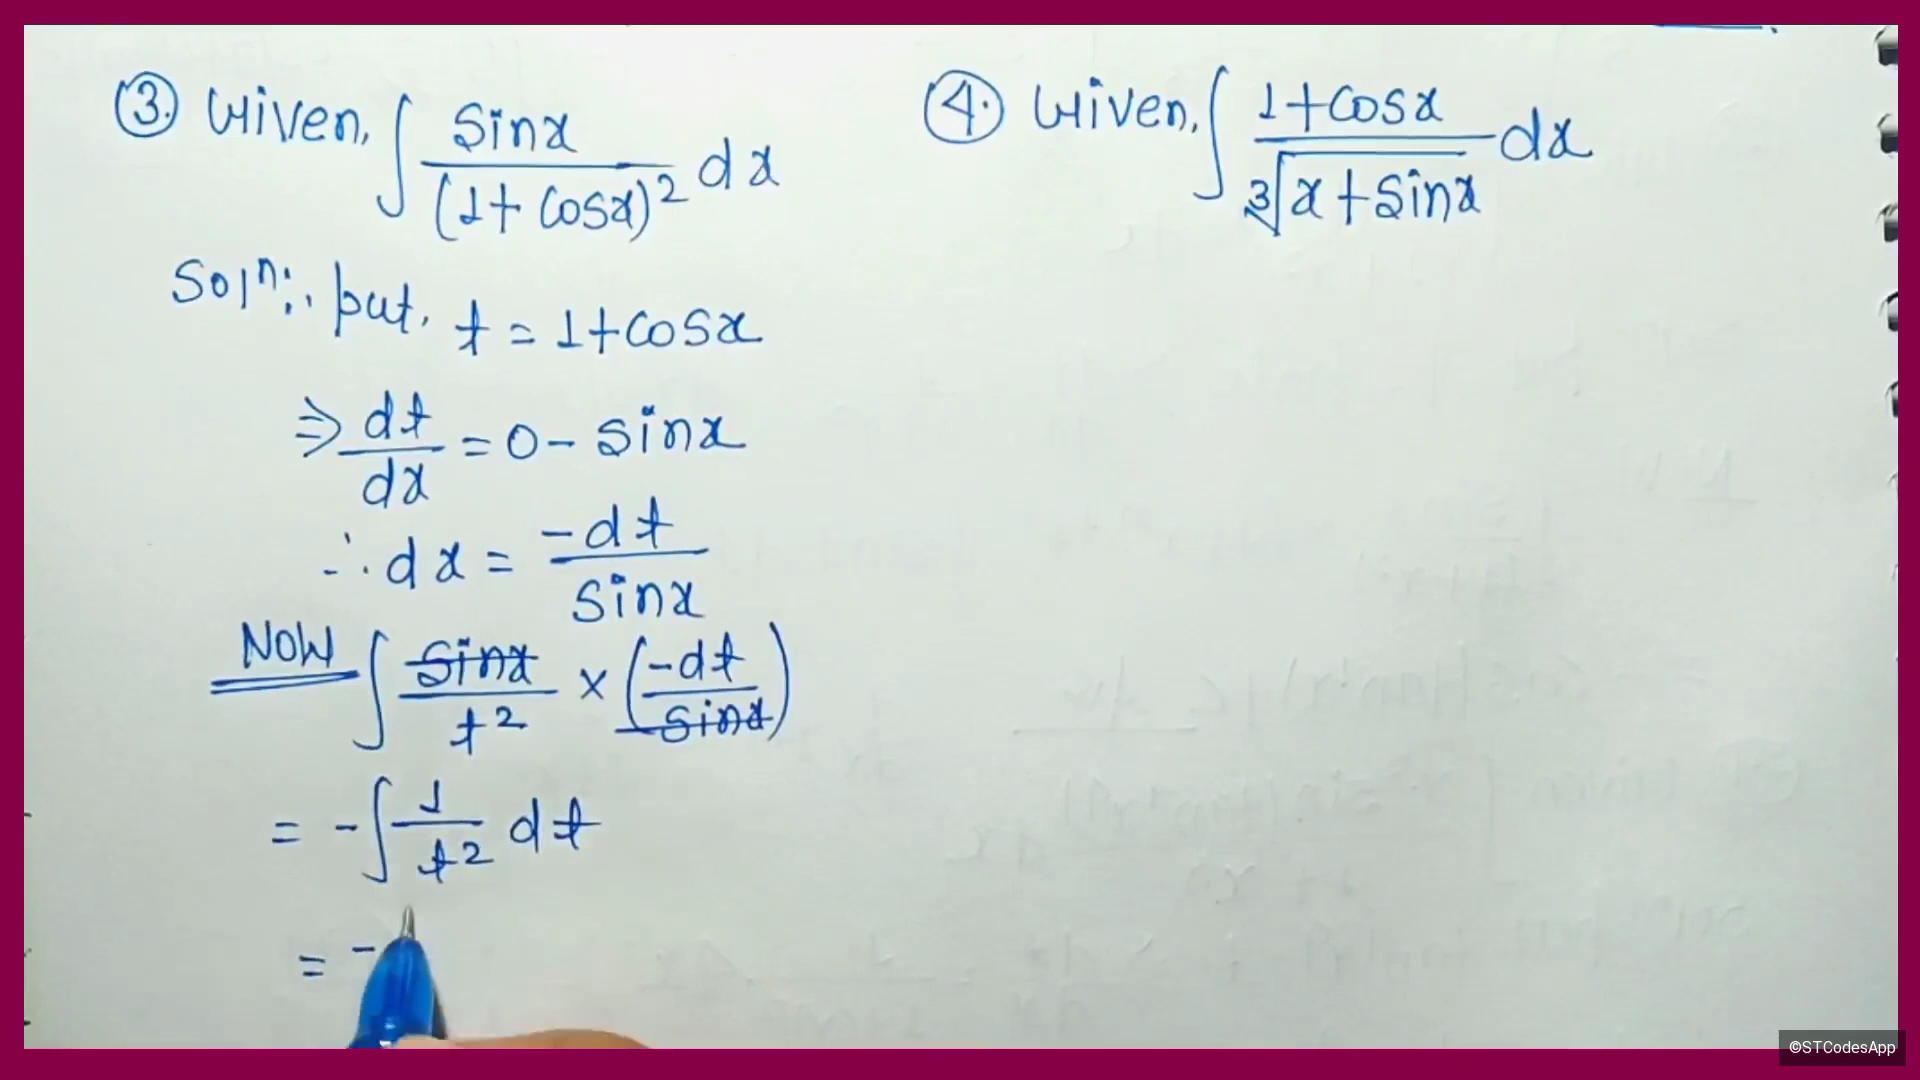 3. Given, ∫ sinx / (1+cosx)² dx
Solⁿ:. put, t = 1+cosx
⇒ dt/dx = 0 - sinx
∴ dx = -dt / sinx
Now ∫ sinx / t² × (-dt / sinx)
= -∫ 1 / t² dt
= -
4. Given, ∫ 1+cosx / ∛x+sinx dx
©STCodesApp